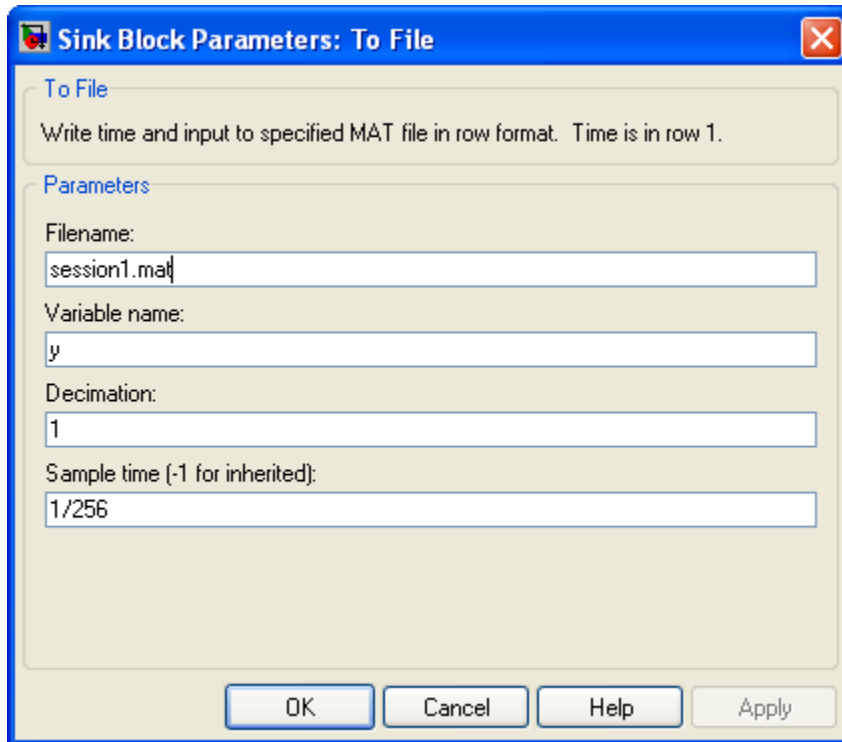 Sink Block Parameters: To File
To File
Write time and input to specified MAT file in row format.  Time is in row 1.
Parameters
Filename:
session1.mat
Variable name:
y
Decimation:
1
Sample time (-1 for inherited):
1/256
OK Cancel Help Apply